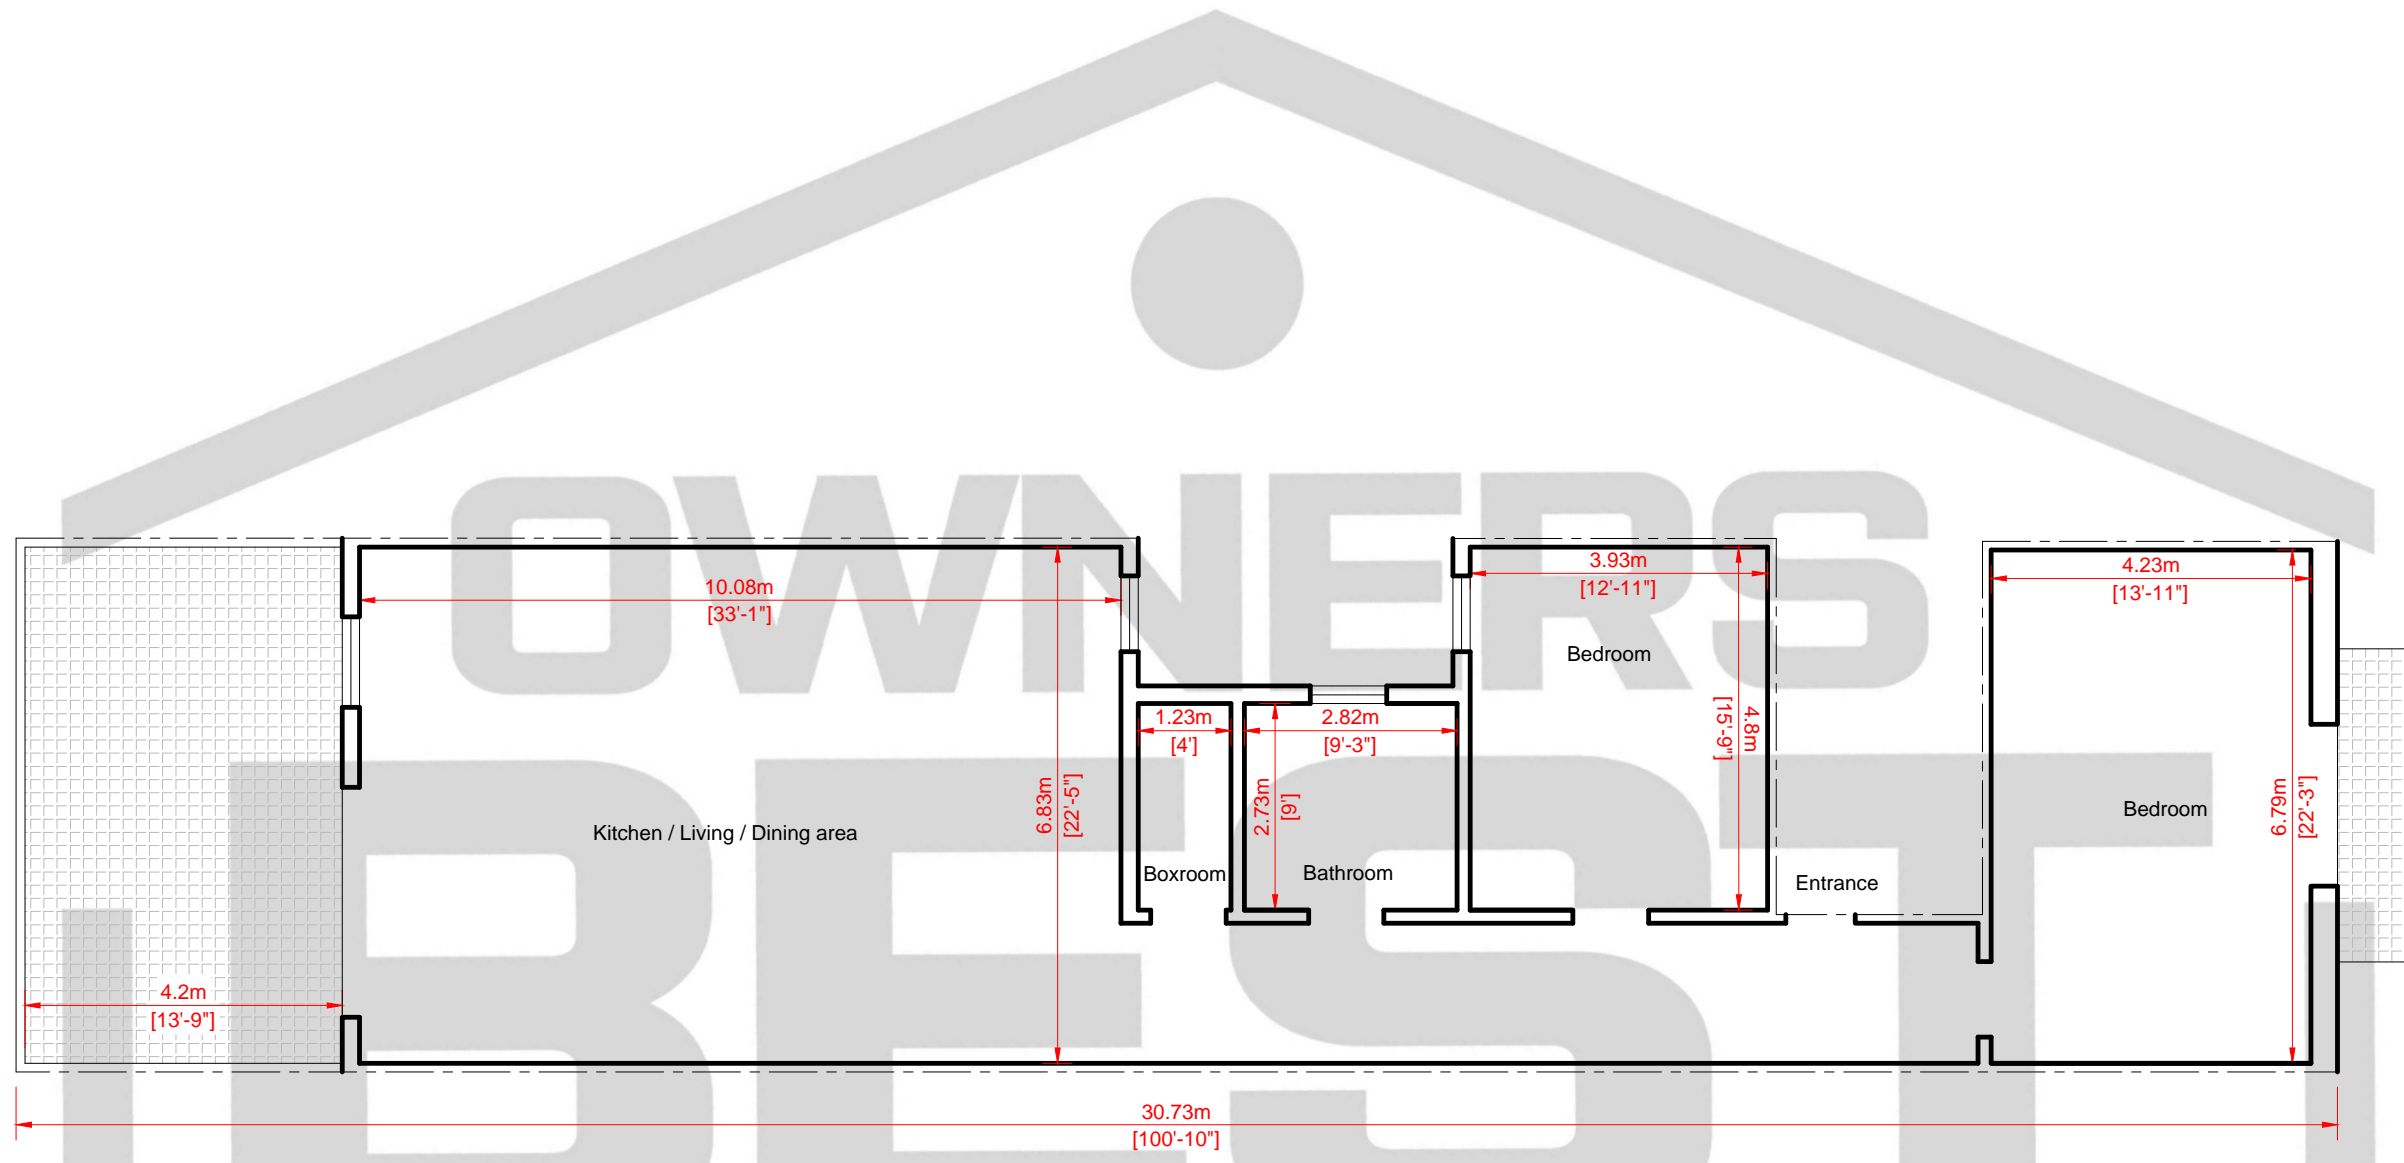 OWNERS
BEST
10.08m
[33'-1"]
3.93m
[12'-11"]
4.23m
[13'-11"]
Bedroom
1.23m
[4']
2.82m
[9'-3"]
4.8m
[15'-9"]
6.83m
[22'-5"]
2.73m
[9']
6.79m
[22'-3"]
Bedroom
Kitchen / Living / Dining area
Boxroom
Bathroom
Entrance
4.2m
[13'-9"]
30.73m
[100'-10"]